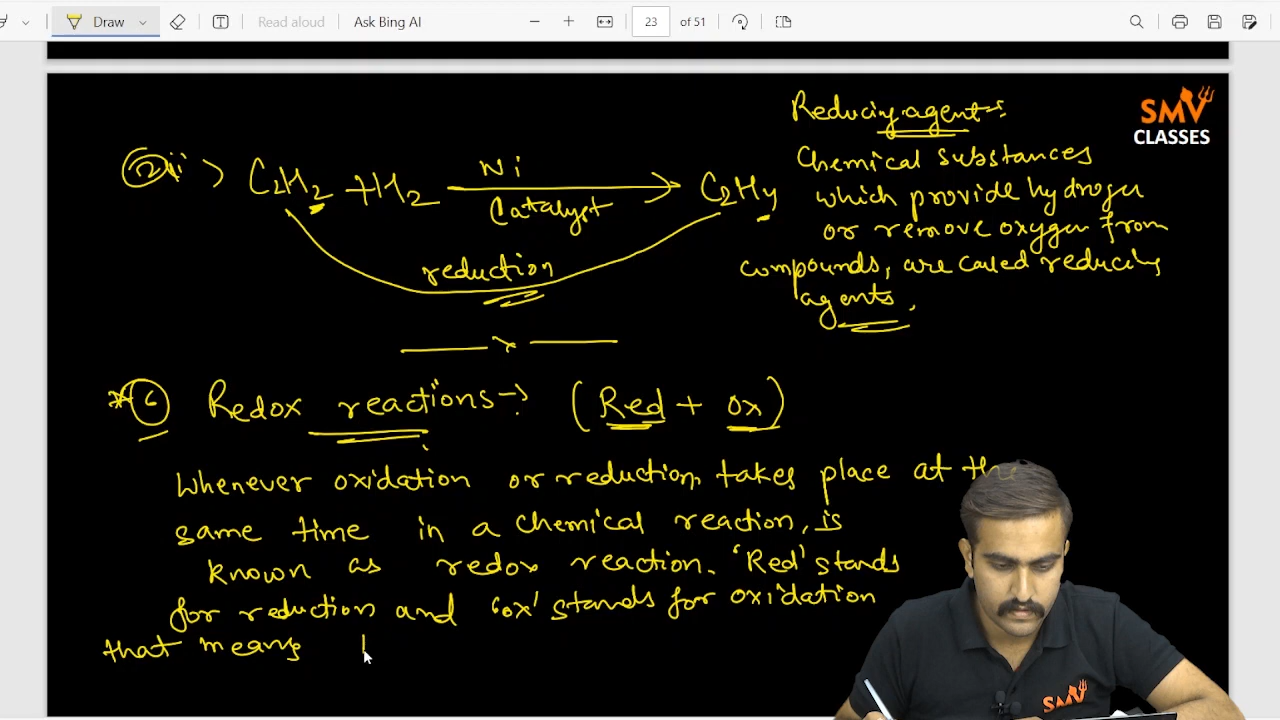 Draw
Read aloud
Ask Bing AI
23 of 51
SMV
CLASSES
Reducing agent:
Chemical substances
which provide hydrogen
or remove oxygen from
compounds, are called reducing
agents.
ii > C2H2 + H2 Ni C2H4
Catalyst
reduction
x
*6 Redox reactions → (Red + ox)
Whenever oxidation or reduction takes place at the
same time in a chemical reaction, is
known as redox reaction. 'Red' stands
for reduction and 'ox' stands for oxidation
that means